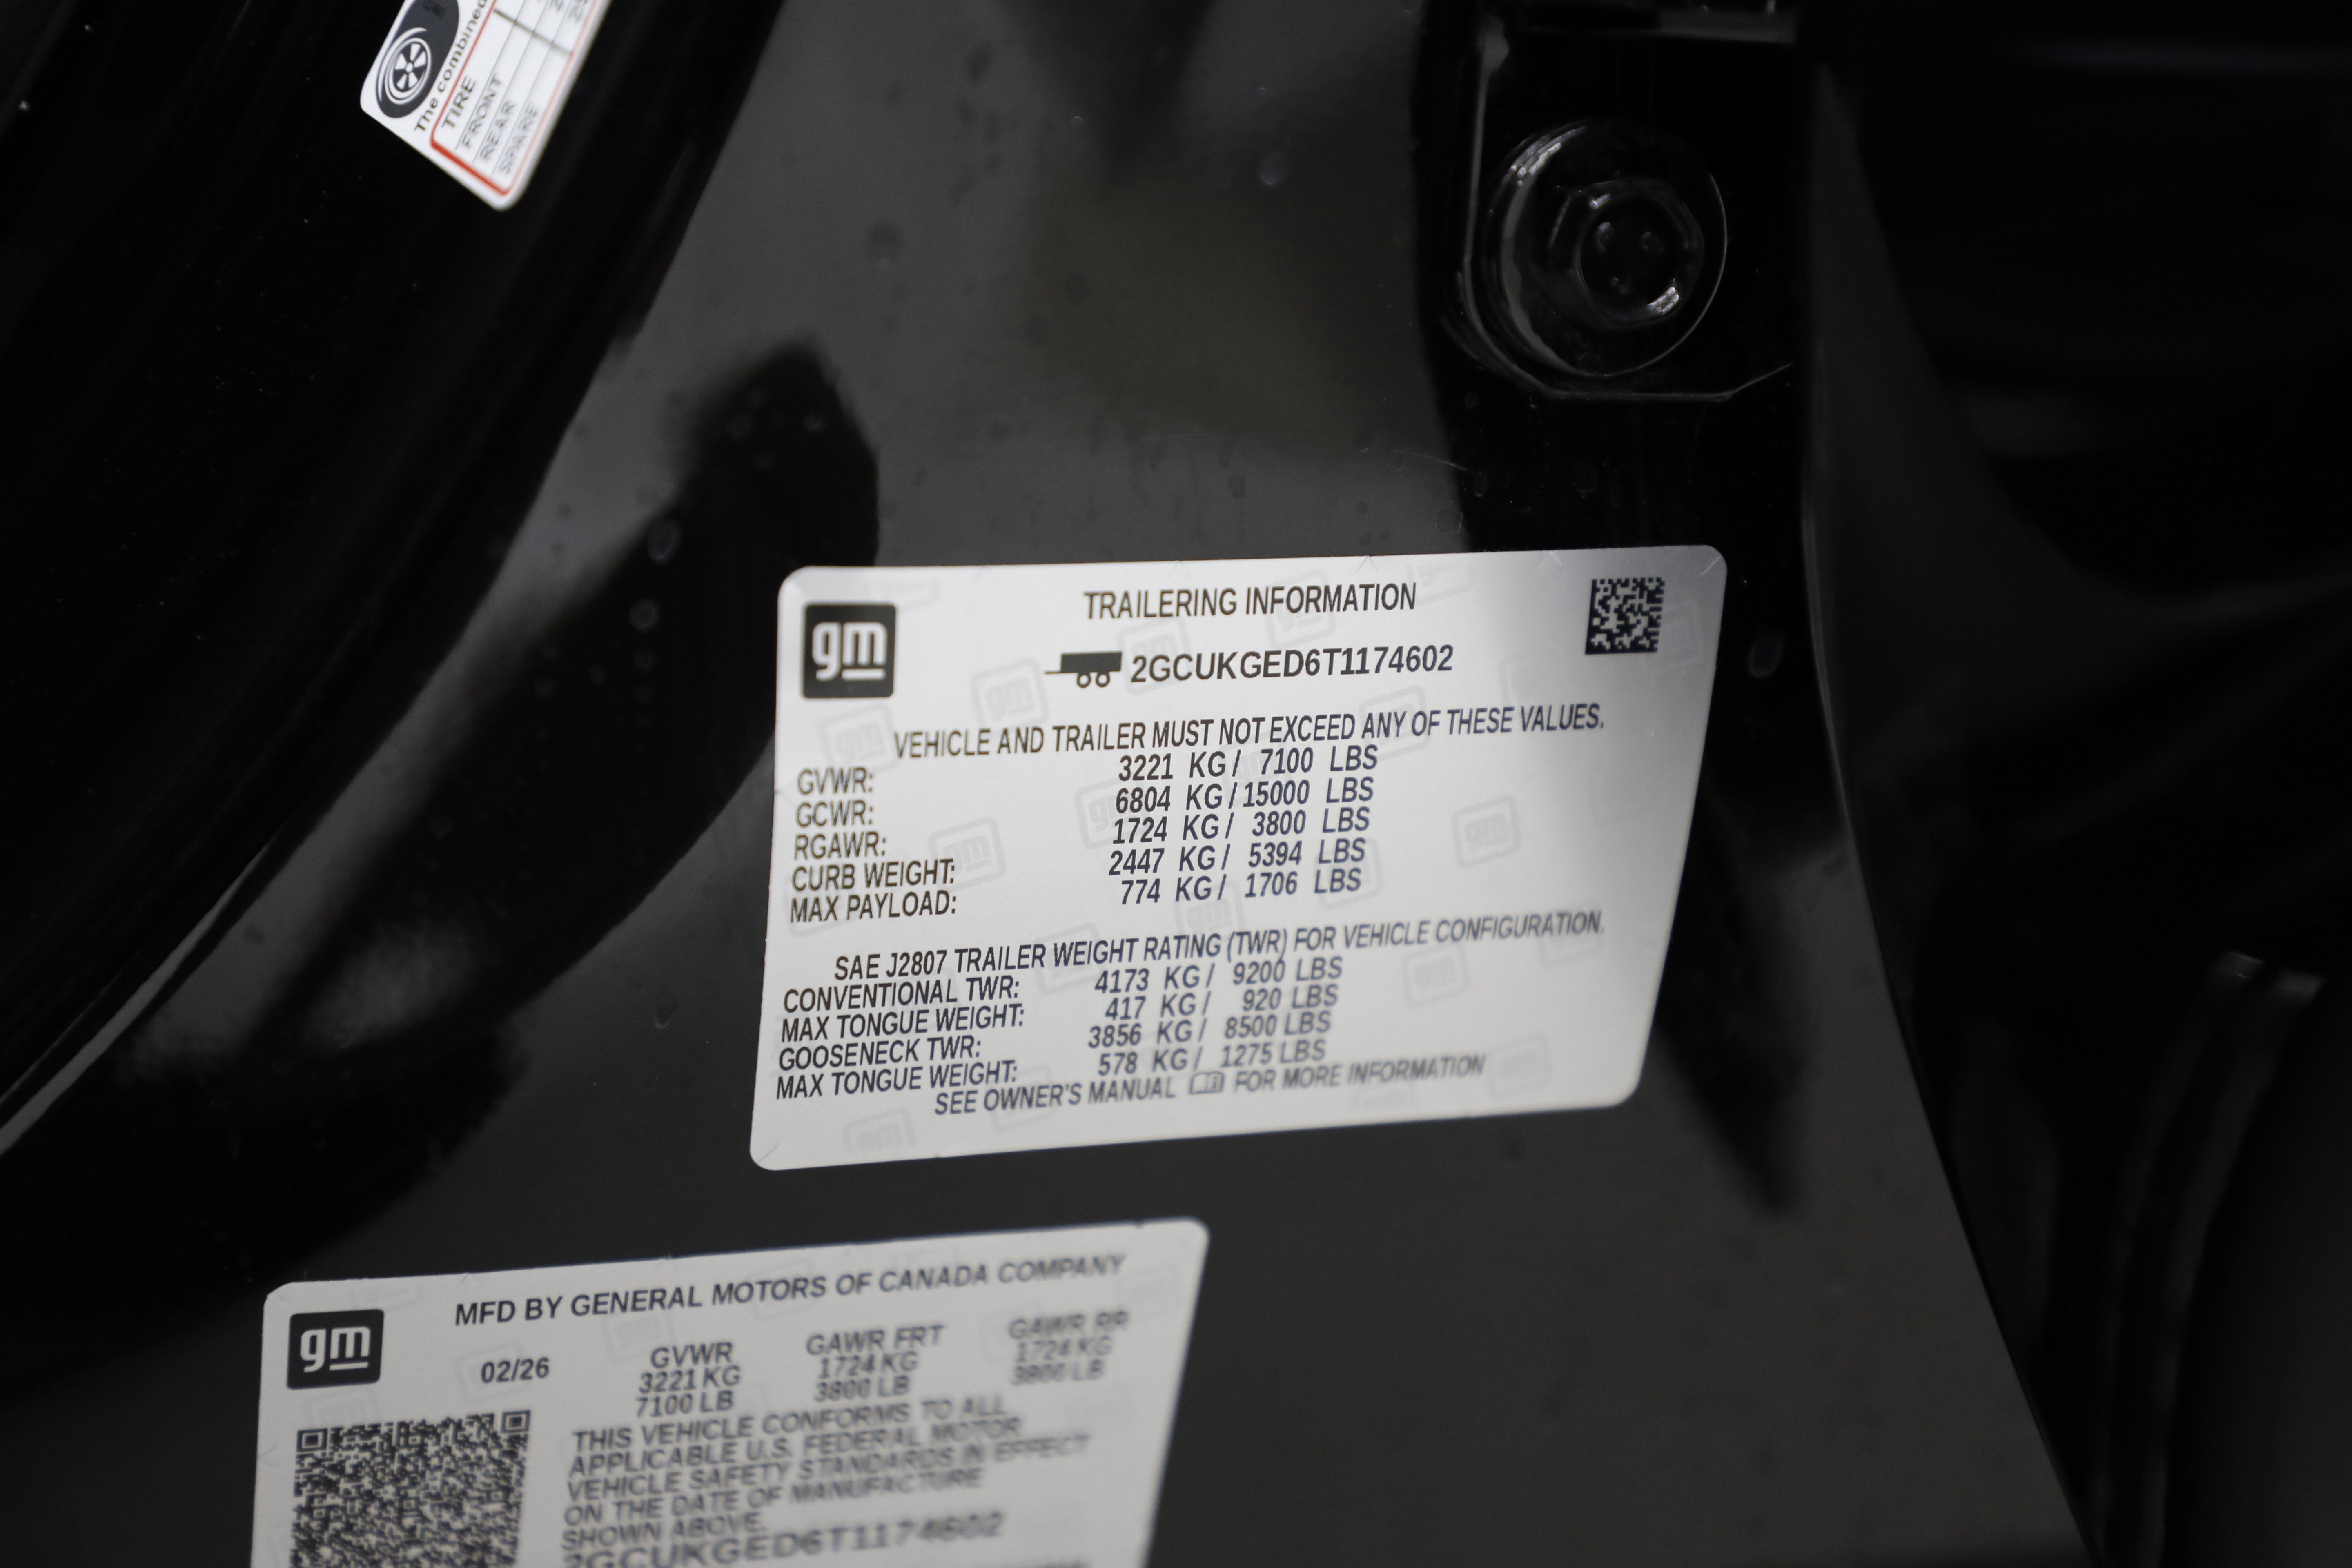 The combined
TIRE
FRONT
REAR
SPARE
gm
TRAILERING INFORMATION
2GCUKGED6T1174602
VEHICLE AND TRAILER MUST NOT EXCEED ANY OF THESE VALUES.
GVWR: 3221 KG / 7100 LBS
GCWR: 6804 KG / 15000 LBS
RGAWR: 1724 KG / 3800 LBS
CURB WEIGHT: 2447 KG / 5394 LBS
MAX PAYLOAD: 774 KG / 1706 LBS
SAE J2807 TRAILER WEIGHT RATING (TWR) FOR VEHICLE CONFIGURATION.
CONVENTIONAL TWR: 4173 KG / 9200 LBS
MAX TONGUE WEIGHT: 417 KG / 920 LBS
GOOSENECK TWR: 3856 KG / 8500 LBS
MAX TONGUE WEIGHT: 578 KG / 1275 LBS
SEE OWNER'S MANUAL FOR MORE INFORMATION
gm
MFD BY GENERAL MOTORS OF CANADA COMPANY
02/26 GVWR GAWR FRT GAWR RR
3221 KG 1724 KG 1724 KG
7100 LB 3800 LB 3800 LB
THIS VEHICLE CONFORMS TO ALL
APPLICABLE U.S. FEDERAL MOTOR
VEHICLE SAFETY STANDARDS IN EFFECT
ON THE DATE OF MANUFACTURE
SHOWN ABOVE.
2GCUKGED6T1174602